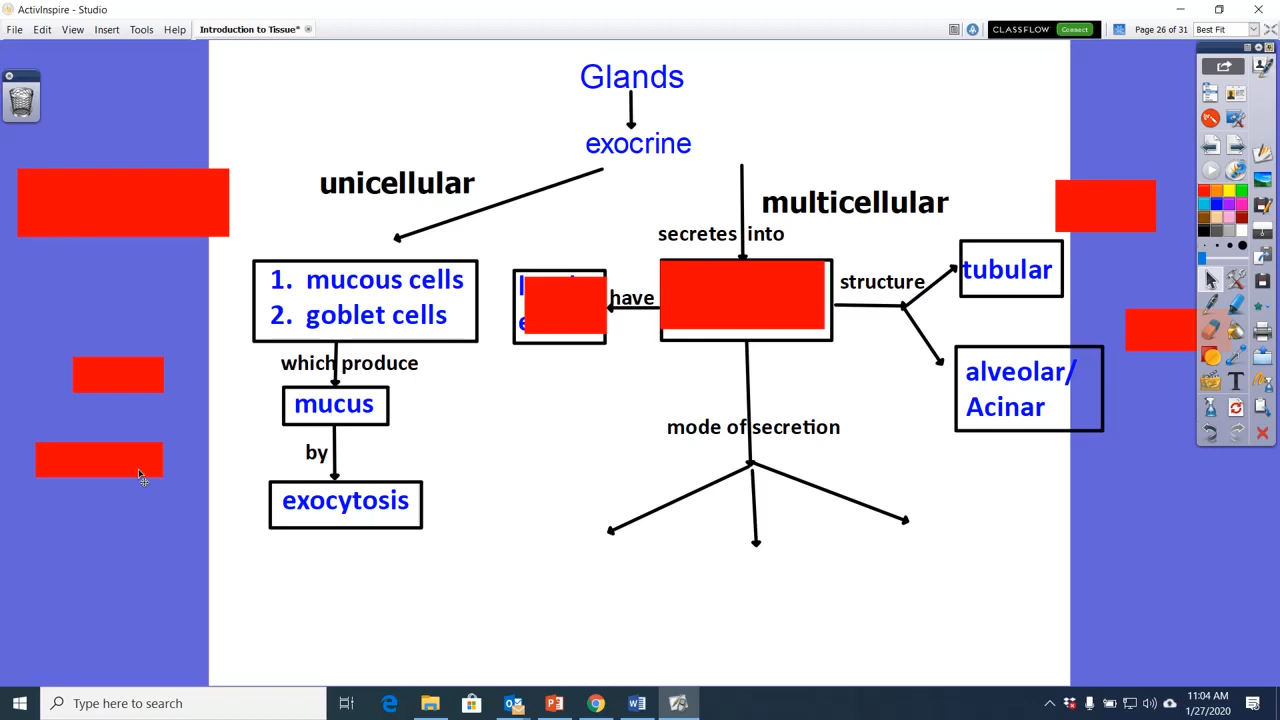 ActivInspire - Studio
File Edit View Insert Tools Help
Introduction to Tissue*
CLASSFLOW Connect
Page 26 of 31
Best Fit
Glands
exocrine
unicellular
multicellular
secretes into
1. mucous cells
2. goblet cells
have
structure
tubular
which produce
alveolar/
Acinar
mucus
mode of secretion
by
exocytosis
Type here to search
11:04 AM
1/27/2020